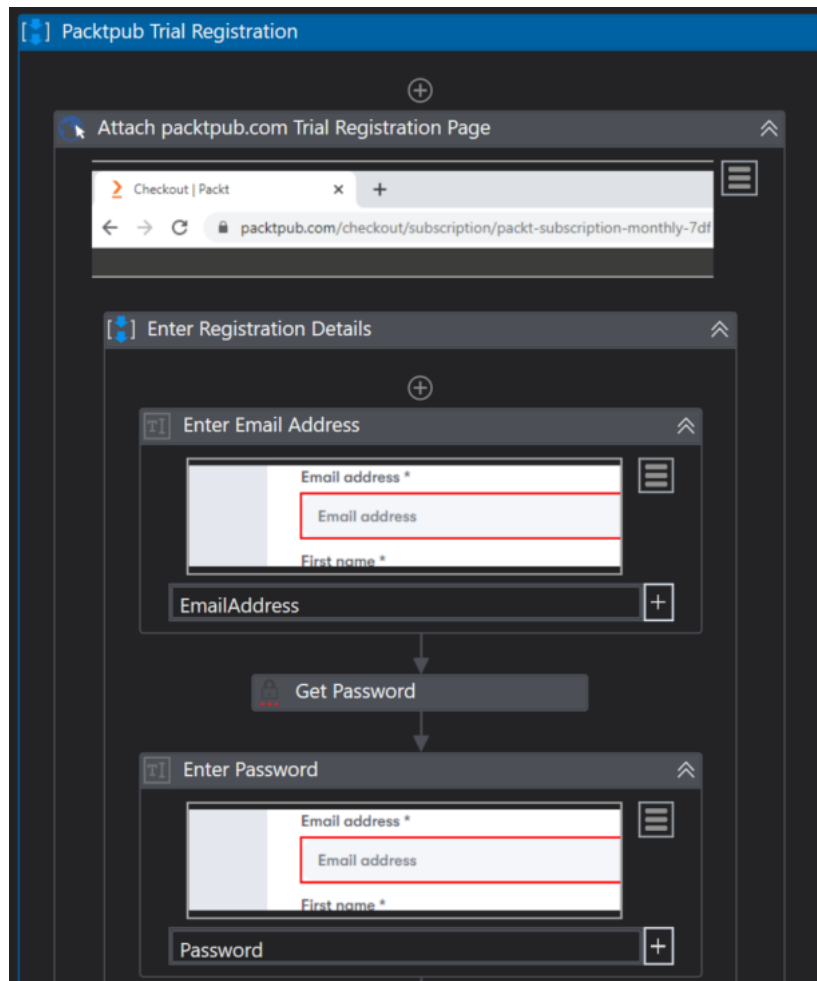 Packtpub Trial Registration
Attach packtpub.com Trial Registration Page
Checkout | Packt
packtpub.com/checkout/subscription/packt-subscription-monthly-7df
Enter Registration Details
Enter Email Address
Email address *
Email address
First name *
EmailAddress
Get Password
Enter Password
Email address *
Email address
First name *
Password